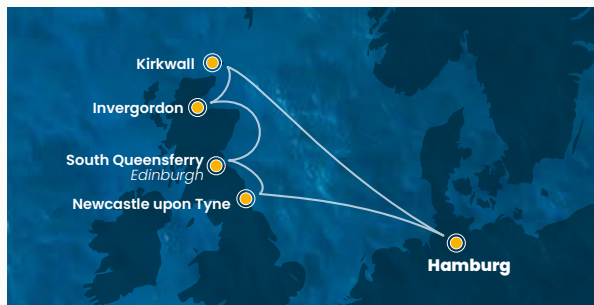 Kirkwall
Invergordon
South Queensferry
Edinburgh
Newcastle upon Tyne
Hamburg